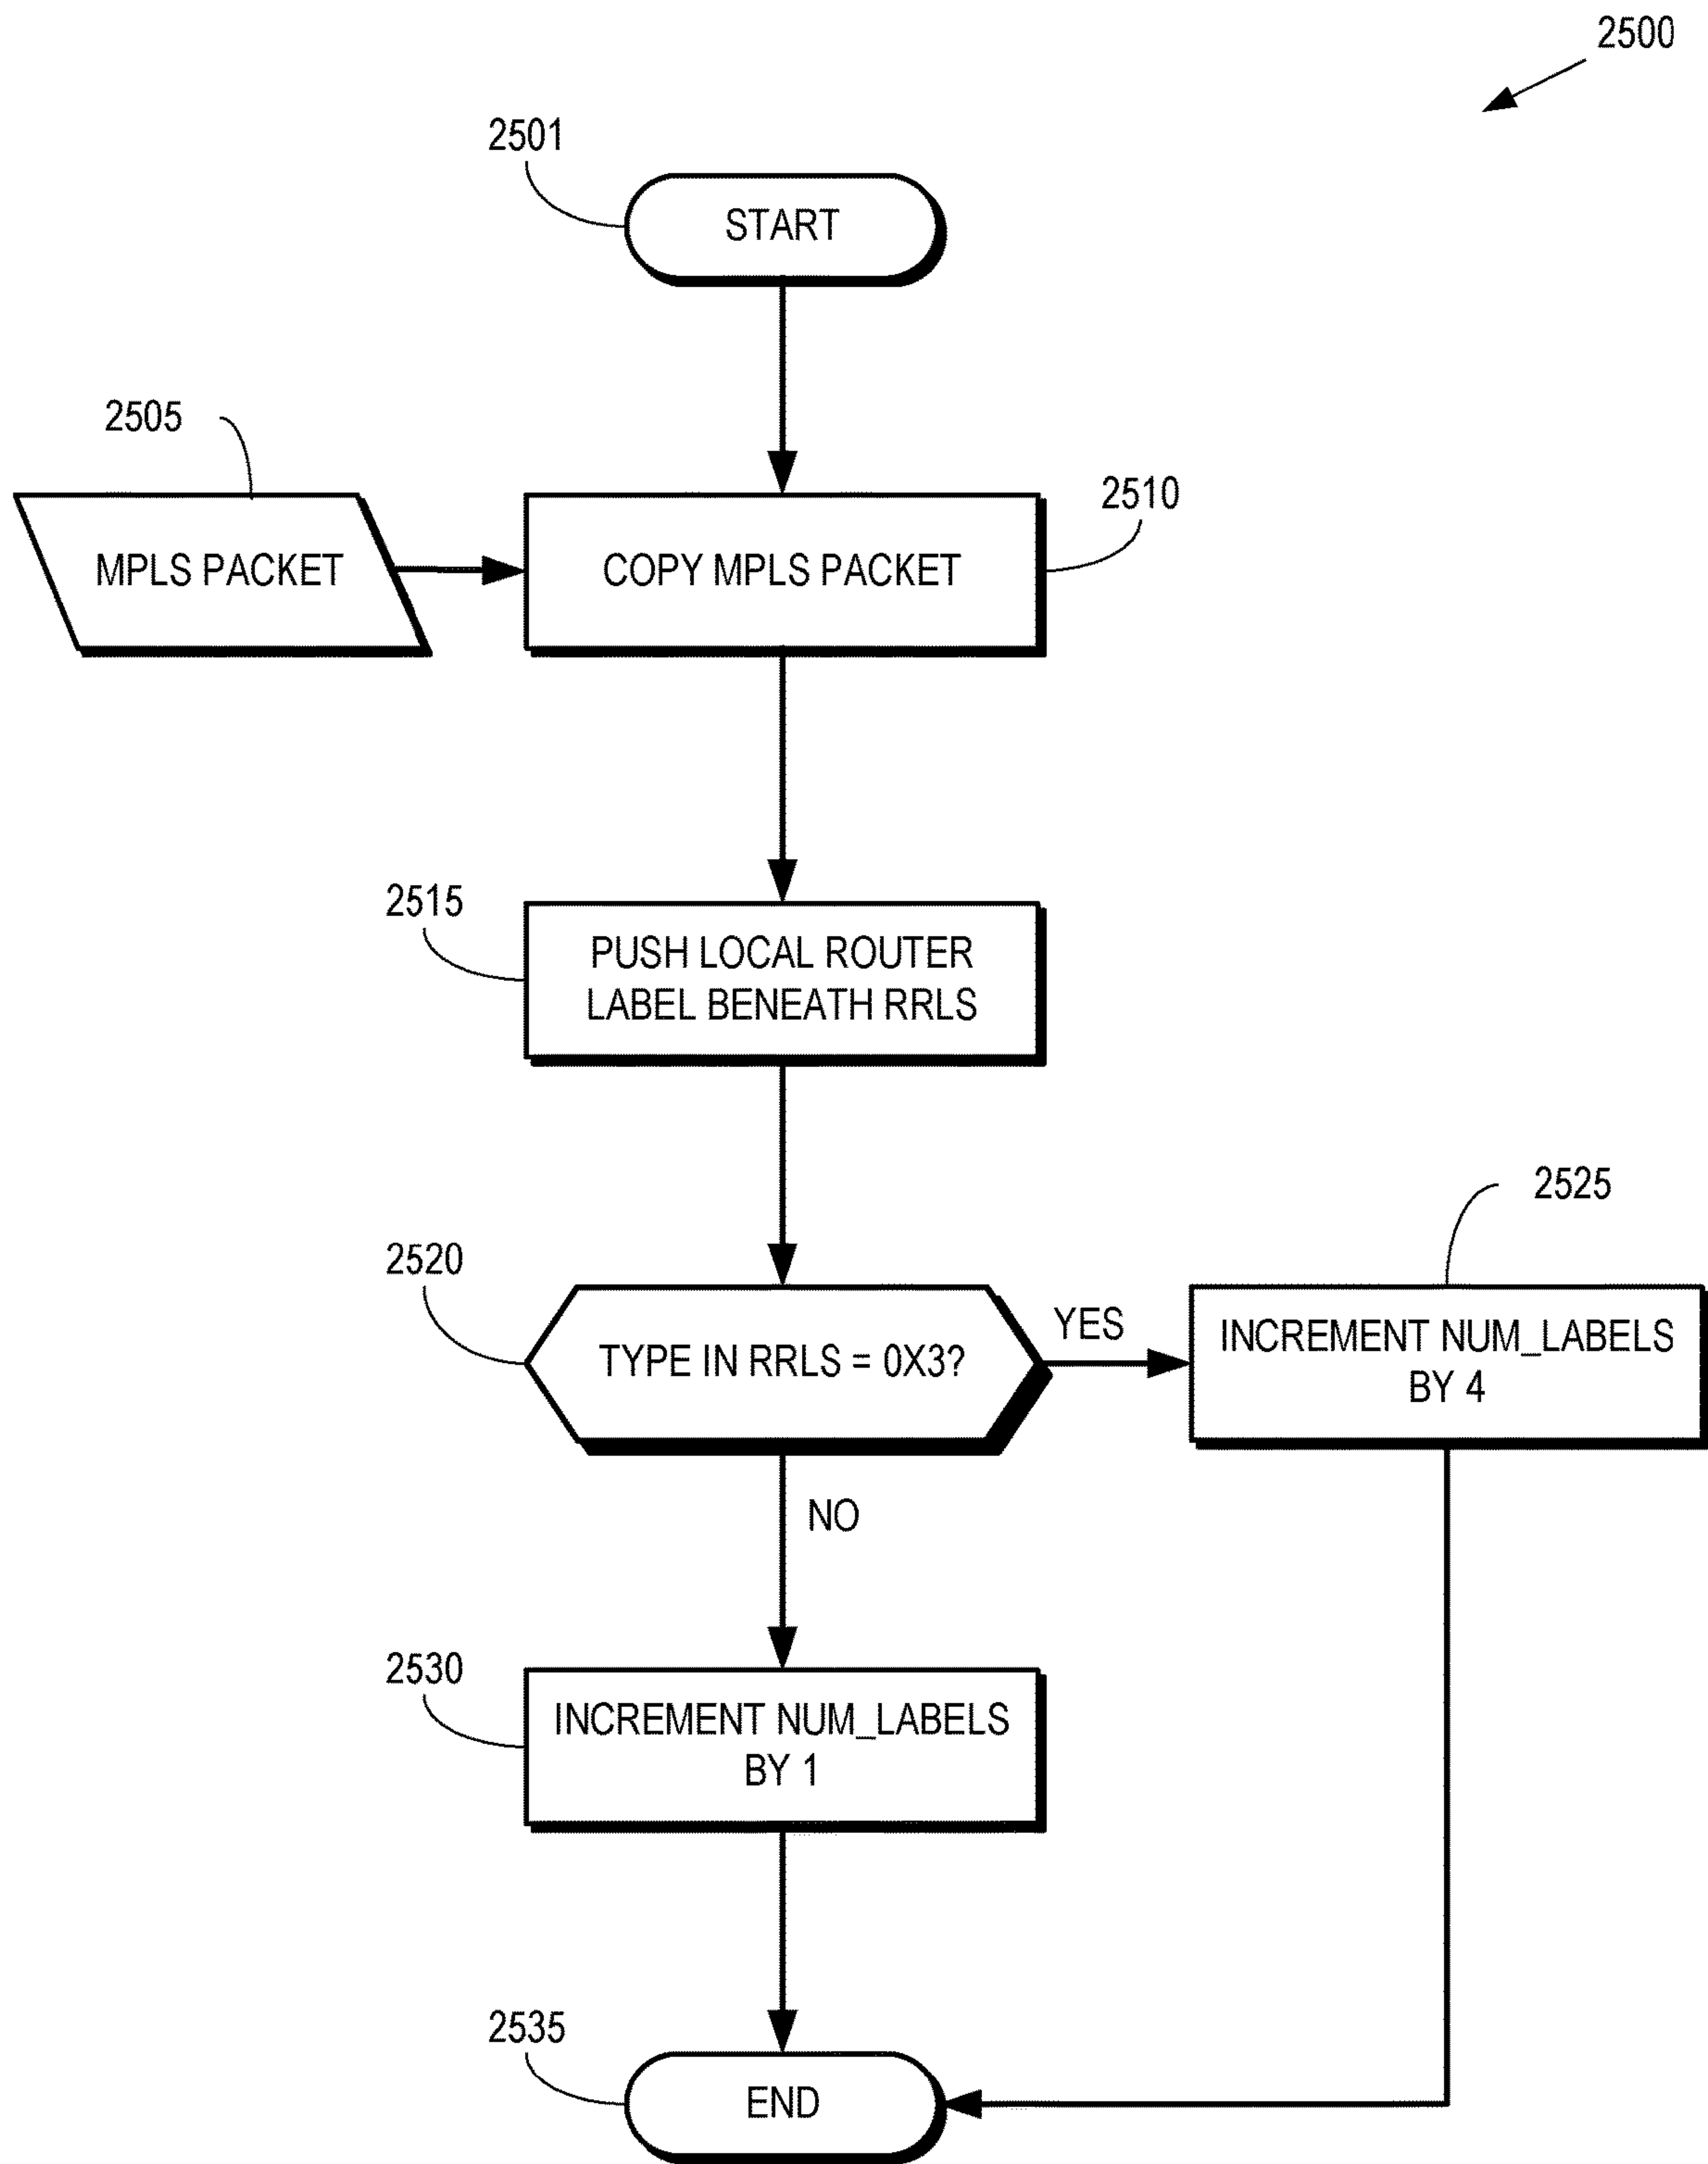 2500
2501
START
2505
MPLS PACKET
COPY MPLS PACKET
2510
2515
PUSH LOCAL ROUTER
LABEL BENEATH RRLS
2520
TYPE IN RRLS = 0X3?
YES
2525
INCREMENT NUM_LABELS
BY 4
NO
2530
INCREMENT NUM_LABELS
BY 1
2535
END